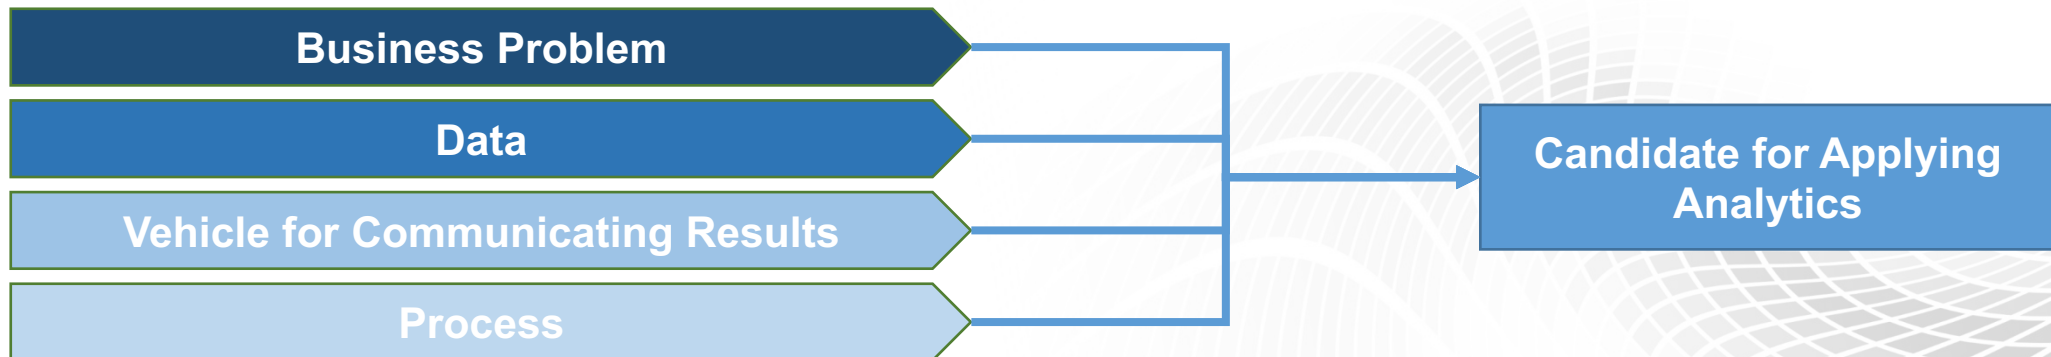 Business Problem
Data
Vehicle for Communicating Results
Process
Candidate for Applying
Analytics